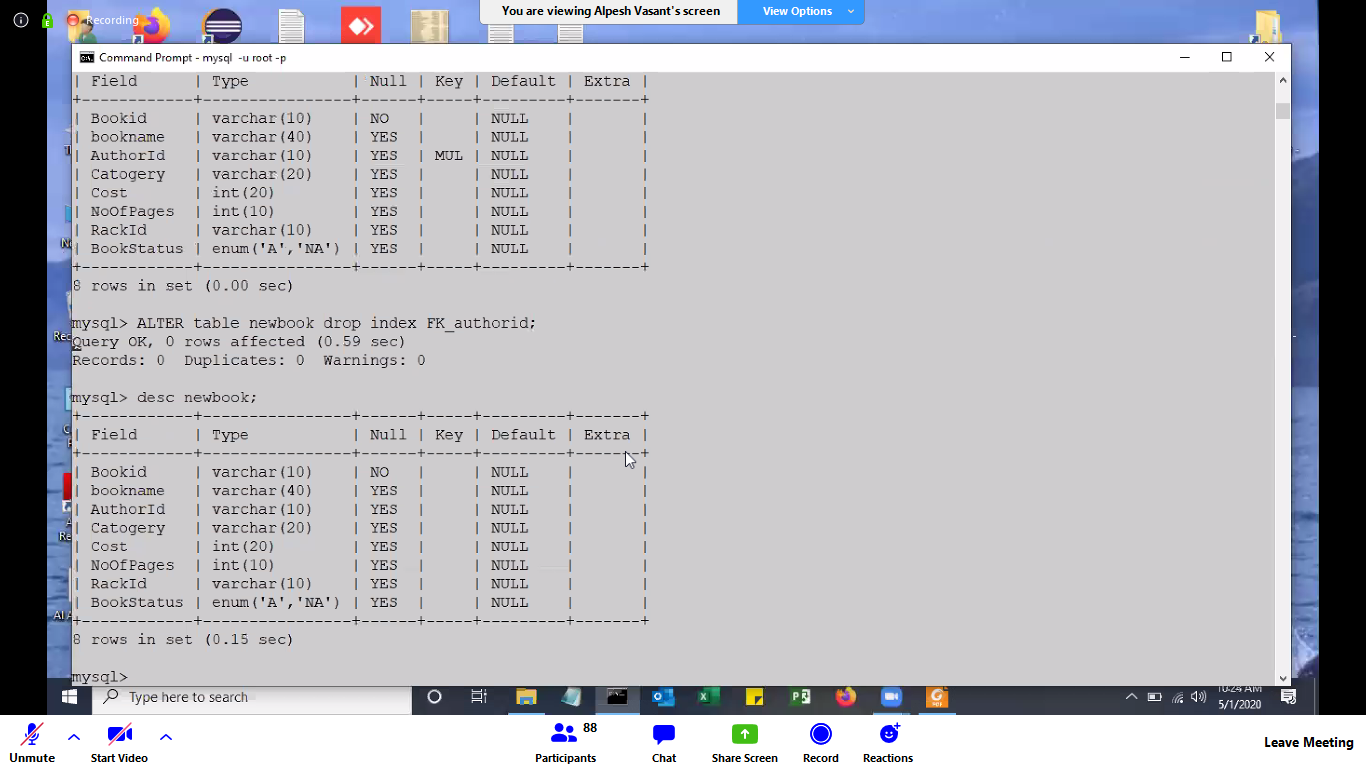 Recording
You are viewing Alpesh Vasant's screen
View Options
Command Prompt - mysql -u root -p
| Field | Type | Null | Key | Default | Extra |
+------------+----------------+------+-----+---------+-------+
| Bookid | varchar(10) | NO | | NULL | |
| bookname | varchar(40) | YES | | NULL | |
| AuthorId | varchar(10) | YES | MUL | NULL | |
| Catogery | varchar(20) | YES | | NULL | |
| Cost | int(20) | YES | | NULL | |
| NoOfPages | int(10) | YES | | NULL | |
| RackId | varchar(10) | YES | | NULL | |
| BookStatus | enum('A','NA') | YES | | NULL | |
+------------+----------------+------+-----+---------+-------+
8 rows in set (0.00 sec)
mysql> ALTER table newbook drop index FK_authorid;
Query OK, 0 rows affected (0.59 sec)
Records: 0 Duplicates: 0 Warnings: 0
mysql> desc newbook;
+------------+----------------+------+-----+---------+-------+
| Field | Type | Null | Key | Default | Extra |
+------------+----------------+------+-----+---------+-------+
| Bookid | varchar(10) | NO | | NULL | |
| bookname | varchar(40) | YES | | NULL | |
| AuthorId | varchar(10) | YES | | NULL | |
| Catogery | varchar(20) | YES | | NULL | |
| Cost | int(20) | YES | | NULL | |
| NoOfPages | int(10) | YES | | NULL | |
| RackId | varchar(10) | YES | | NULL | |
| BookStatus | enum('A','NA') | YES | | NULL | |
+------------+----------------+------+-----+---------+-------+
8 rows in set (0.15 sec)
mysql>
Type here to search
10:24 AM
5/1/2020
88
Unmute
Start Video
Participants
Chat
Share Screen
Record
Reactions
Leave Meeting